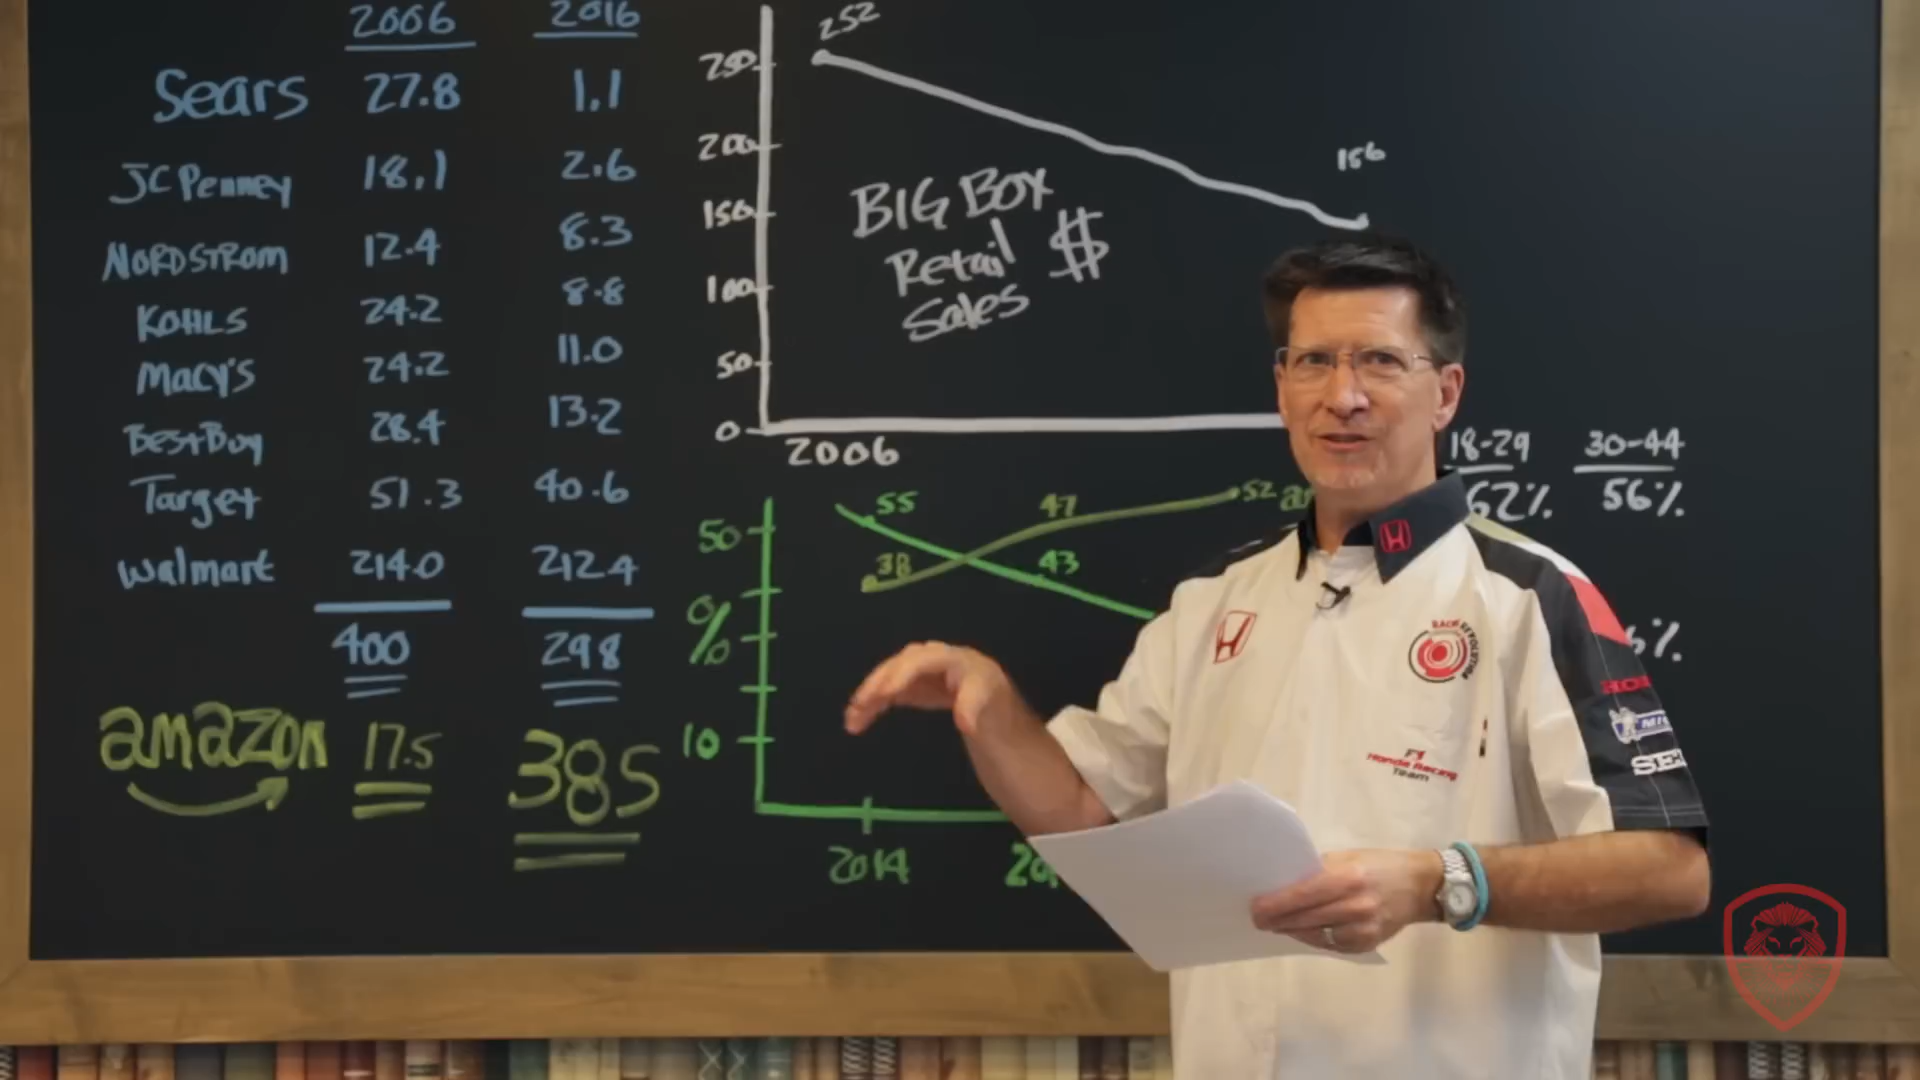 2006 2016
Sears 27.8 1.1
JC Penney 18.1 2.6
NORDSTROM 12.4 8.3
KOHLS 24.2 8.8
Macy's 24.2 11.0
BestBuy 28.4 13.2
Target 51.3 40.6
Walmart 214.0 212.4
400 298
amazon 17.5 385
252
250
200
150
100
50
0
156
BIG BOX
Retail $
Sales
2006
50
%
10
55 47 52
38 43
2014
18-29 30-44
62% 56%
%.
Honda Racing
Team